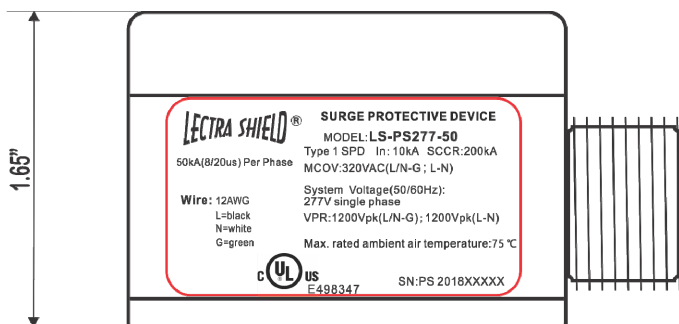 1.65”
LECTRA SHIELD®
50kA(8/20us) Per Phase
Wire: 12AWG
L=black
N=white
G=green
SURGE PROTECTIVE DEVICE
MODEL:LS-PS277-50
Type 1 SPD In: 10kA SCCR:200kA
MCOV:320VAC(L/N-G ; L-N)
System Voltage(50/60Hz):
277V single phase
VPR:1200Vpk(L/N-G) ; 1200Vpk(L-N)
Max. rated ambient air temperature:75 ℃
C UL US
E498347
SN:PS 2018XXXXX